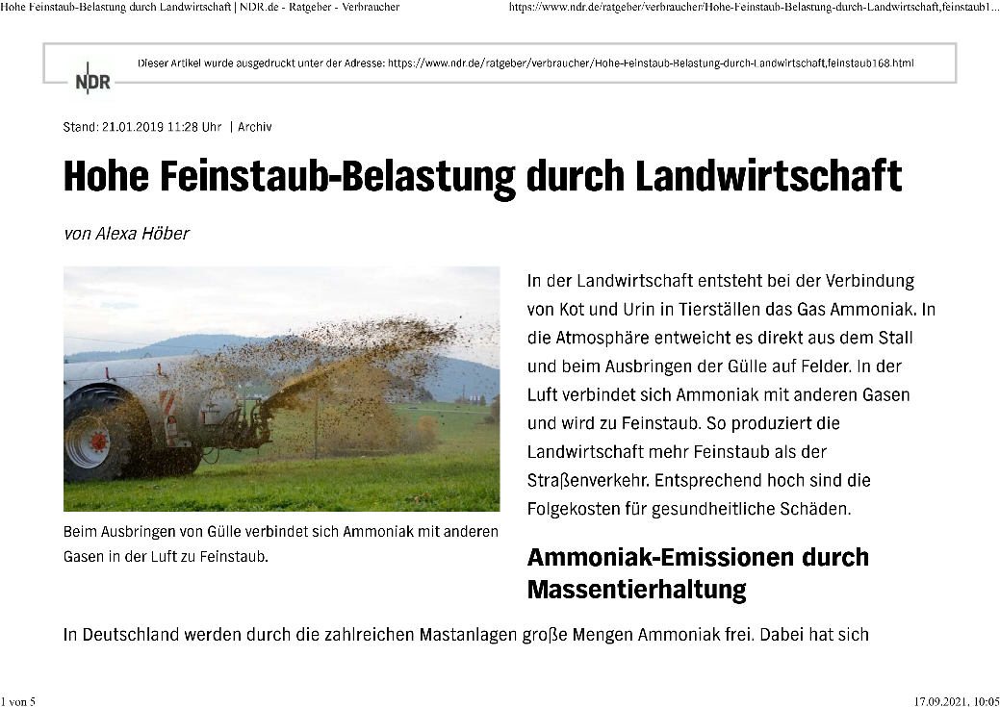 Hohe Feinstaub-Belastung durch Landwirtschaft | NDR.de - Ratgeber - Verbraucher
https://www.ndr.de/ratgeber/verbraucher/Hohe-Feinstaub-Belastung-durch-Landwirtschaft,feinstaub1...
Dieser Artikel wurde ausgedruckt unter der Adresse: https://www.ndr.de/ratgeber/verbraucher/Hohe-Feinstaub-Belastung-durch-Landwirtschaft,feinstaub168.html
NDR
Stand: 21.01.2019 11:28 Uhr | Archiv
Hohe Feinstaub-Belastung durch Landwirtschaft
von Alexa Höber
In der Landwirtschaft entsteht bei der Verbindung
von Kot und Urin in Tierställen das Gas Ammoniak. In
die Atmosphäre entweicht es direkt aus dem Stall
und beim Ausbringen der Gülle auf Felder. In der
Luft verbindet sich Ammoniak mit anderen Gasen
und wird zu Feinstaub. So produziert die
Landwirtschaft mehr Feinstaub als der
Straßenverkehr. Entsprechend hoch sind die
Folgekosten für gesundheitliche Schäden.
Beim Ausbringen von Gülle verbindet sich Ammoniak mit anderen
Gasen in der Luft zu Feinstaub.
Ammoniak-Emissionen durch
Massentierhaltung
In Deutschland werden durch die zahlreichen Mastanlagen große Mengen Ammoniak frei. Dabei hat sich
1 von 5
17.09.2021, 10:05